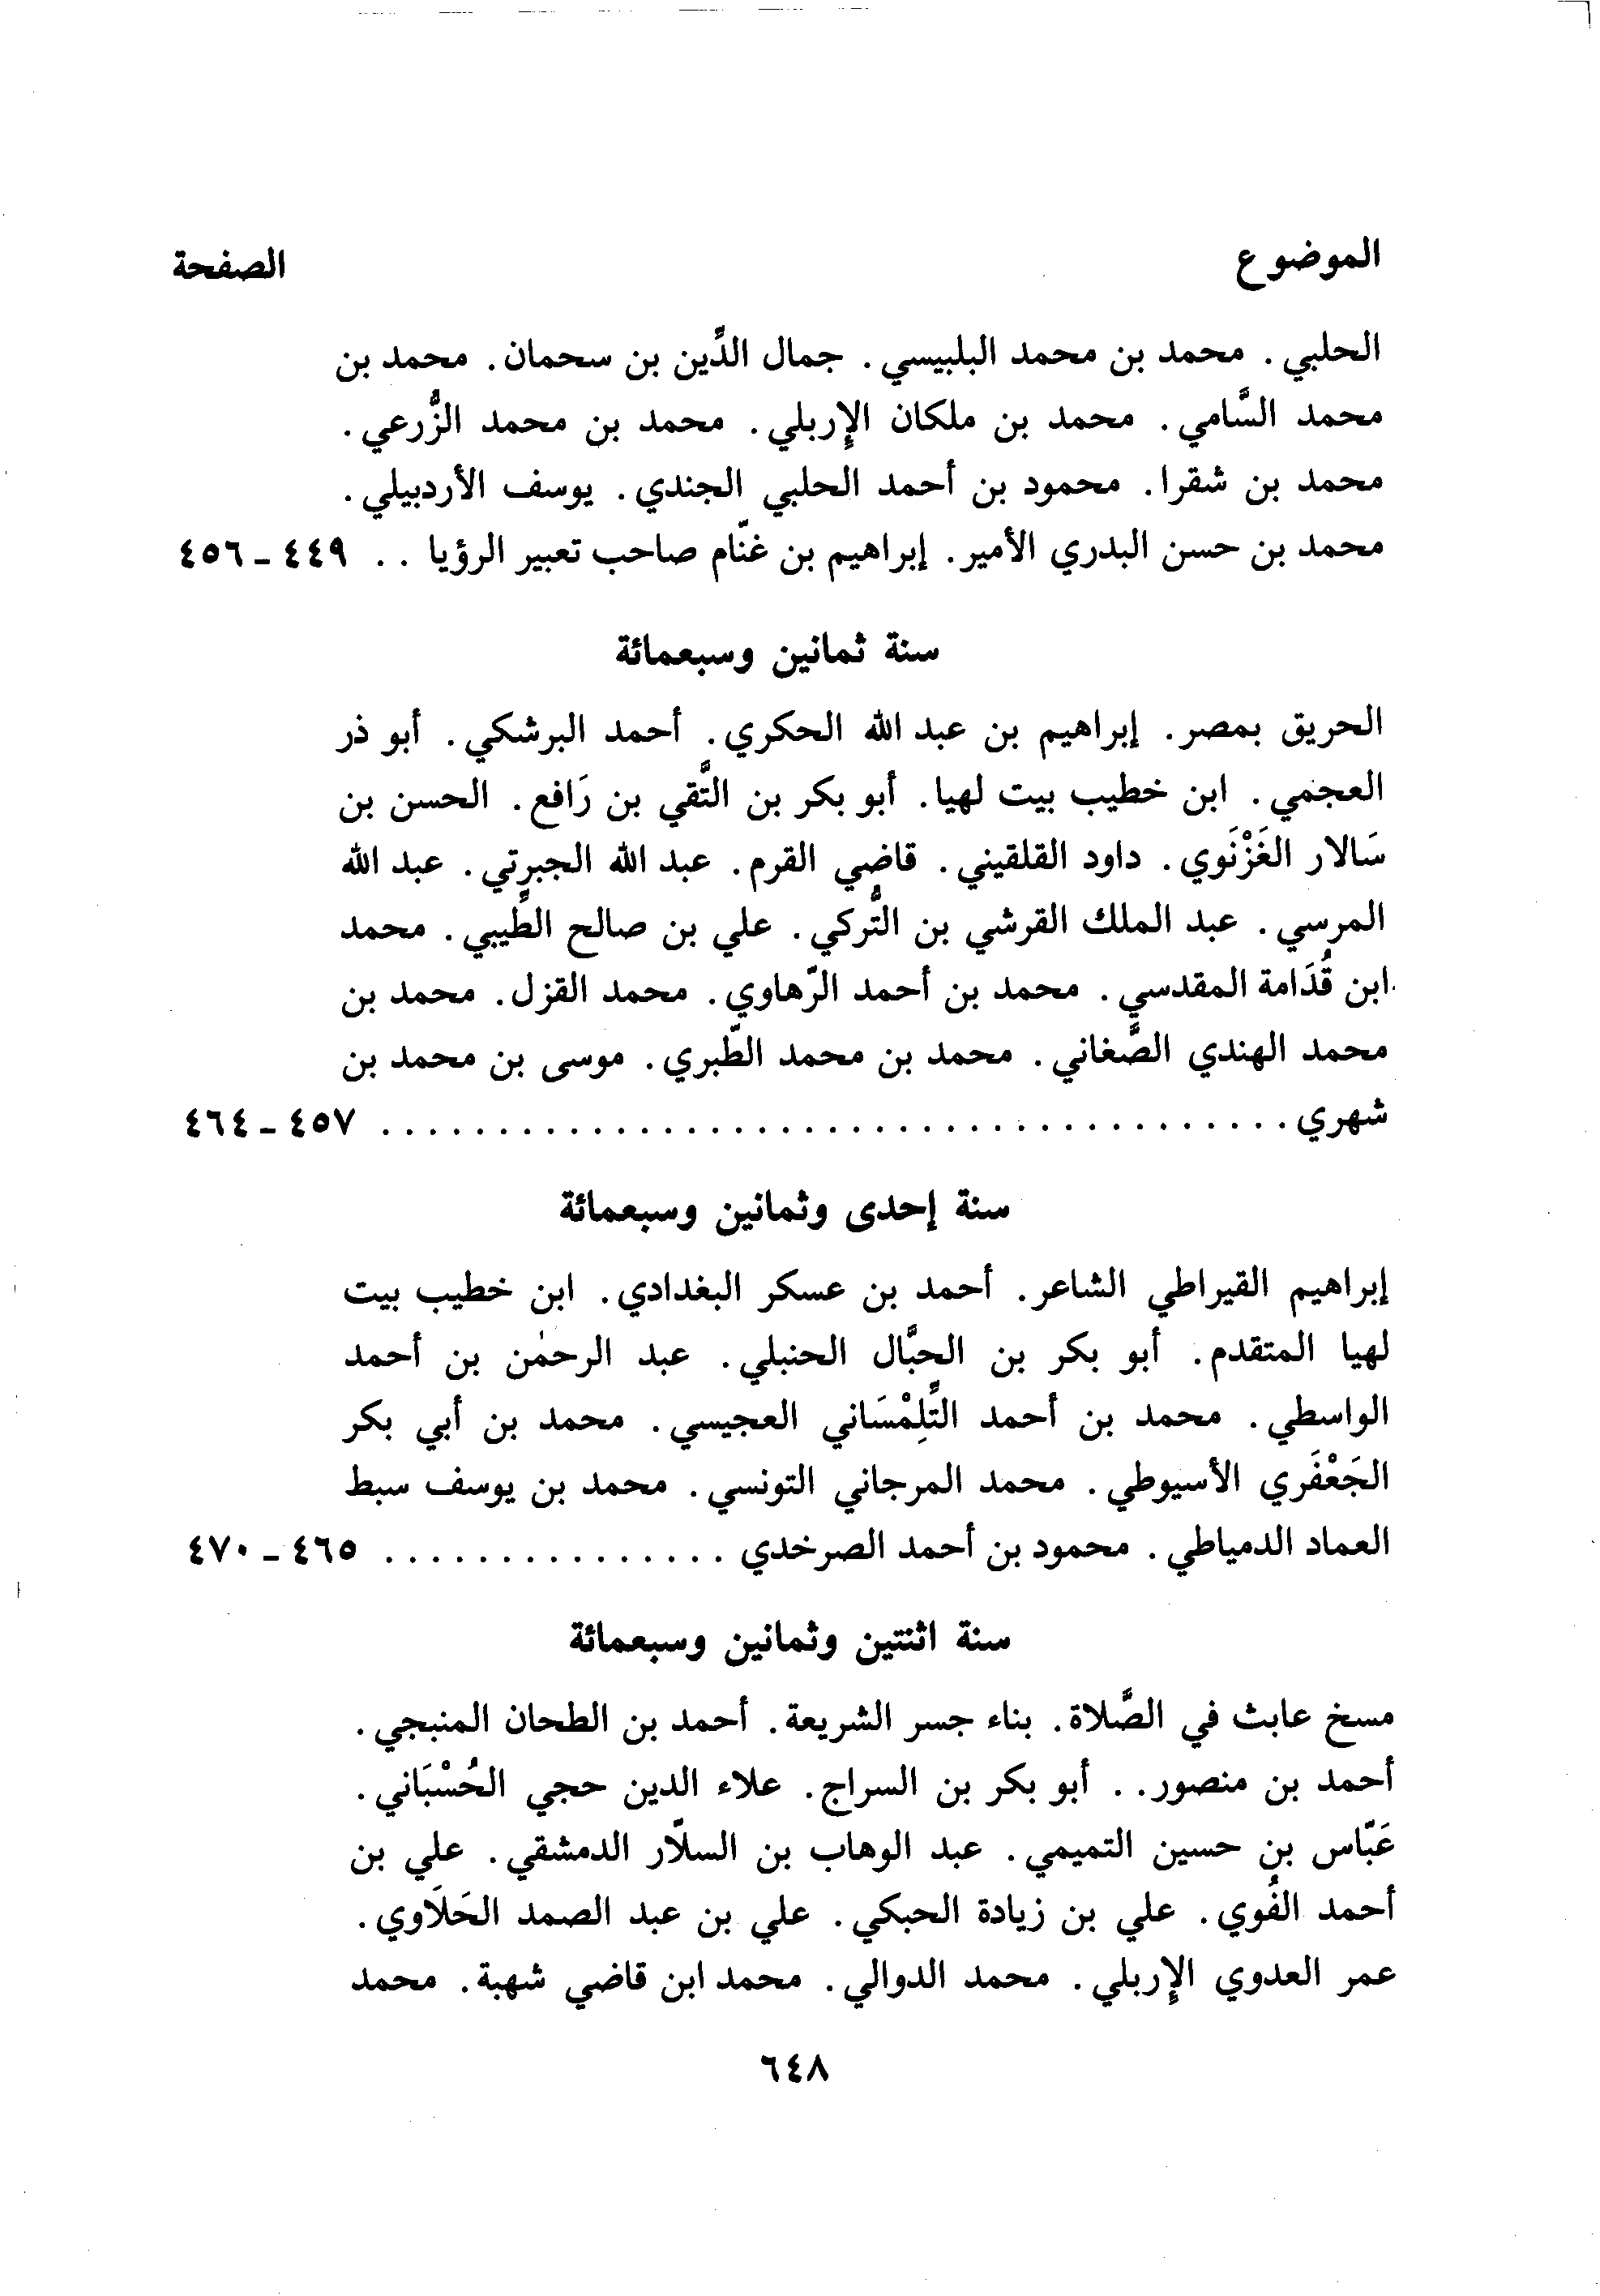 الموضوع الصفحة
الحلبي. محمد بن محمد البلبيسي. جمال الدِّين بن سحمان. محمد بن
محمد السَّامي. محمد بن ملكان الإربلي. محمد بن محمد الزُّرعي.
محمد بن شقرا. محمود بن أحمد الحلبي الجندي. يوسف الأردبيلي.
محمد بن حسن البدري الأمير. إبراهيم بن غنّام صاحب تعبير الرؤيا . . ٤٤٩ - ٤٥٦
سنة ثمانين وسبعمائة
الحريق بمصر. إبراهيم بن عبد الله الحكري. أحمد البرشكي. أبو ذر
العجمي. ابن خطيب بيت لهيا. أبو بكر بن التَّقي بن رَافع. الحسن بن
سَالار الغَزْنَوي. داود القلقيني. قاضي القرم. عبد الله الجبرتي. عبد الله
المرسي. عبد الملك القرشي بن التُّركي. علي بن صالح الطِّيبي. محمد
ابن قُدَامة المقدسي. محمد بن أحمد الرّهاوي. محمد القزل. محمد بن
محمد الهندي الصَّغاني. محمد بن محمد الطّبري. موسى بن محمد بن
شهري . . . . . . . . . . . . . . . . . . . . . . . . . . . . . . . . . . . ٤٥٧ - ٤٦٤
سنة إحدى وثمانين وسبعمائة
إبراهيم القيراطي الشاعر. أحمد بن عسكر البغدادي. ابن خطيب بيت
لهيا المتقدم. أبو بكر بن الحبَّال الحنبلي. عبد الرحمٰن بن أحمد
الواسطي. محمد بن أحمد التِّلِمْسَاني العجيسي. محمد بن أبي بكر
الجَعْفَري الأسيوطي. محمد المرجاني التونسي. محمد بن يوسف سبط
العماد الدمياطي. محمود بن أحمد الصرخدي . . . . . . . . . . . . . . ٤٦٥ - ٤٧٠
سنة اثنتين وثمانين وسبعمائة
مسخ عابث في الصَّلاة. بناء جسر الشريعة. أحمد بن الطحان المنبجي.
أحمد بن منصور. . أبو بكر بن السراج. علاء الدين حجي الحُسْبَاني.
عَبّاس بن حسين التميمي. عبد الوهاب بن السلّار الدمشقي. علي بن
أحمد الفُوي. علي بن زيادة الحبكي. علي بن عبد الصمد الحَلَاوي.
عمر العدوي الإربلي. محمد الدوالي. محمد ابن قاضي شهبة. محمد
٦٤٨